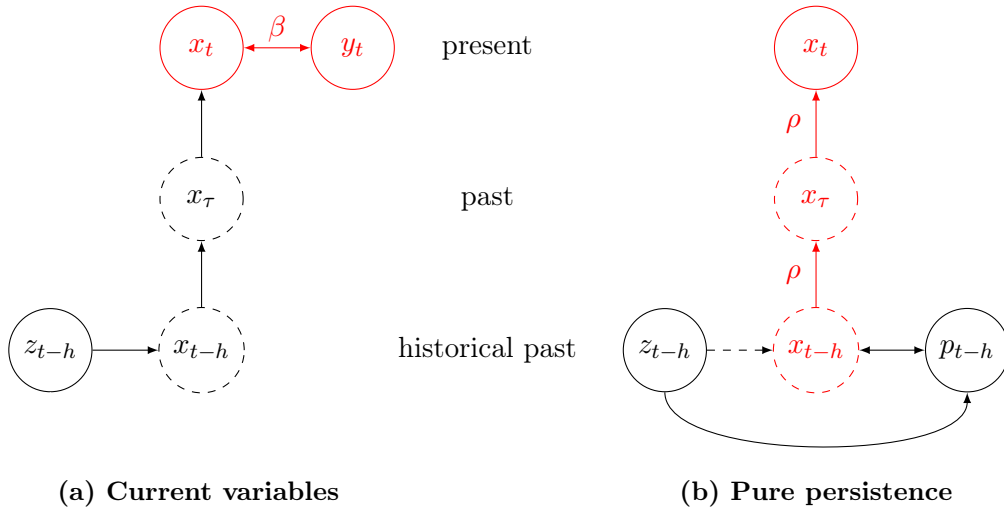 β
x_t y_t present x_t
ρ
x_τ past x_τ
ρ
z_{t−h} x_{t−h} historical past z_{t−h} x_{t−h} p_{t−h}
(a) Current variables (b) Pure persistence